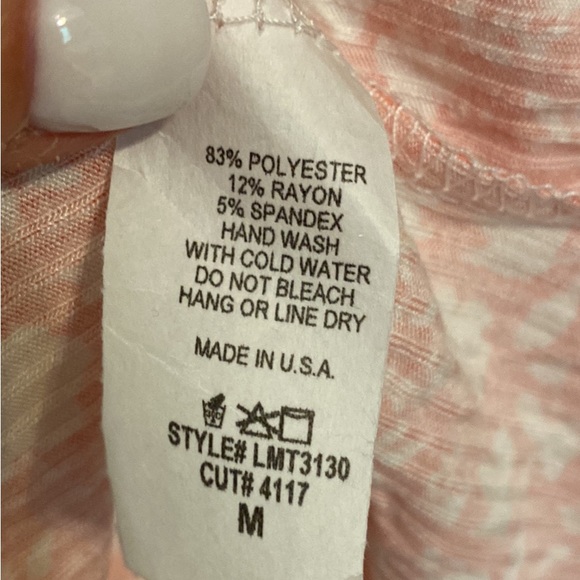 83% POLYESTER
12% RAYON
5% SPANDEX
HAND WASH
WITH COLD WATER
DO NOT BLEACH
HANG OR LINE DRY
MADE IN U.S.A.
STYLE# LMT3130
CUT# 4117
M